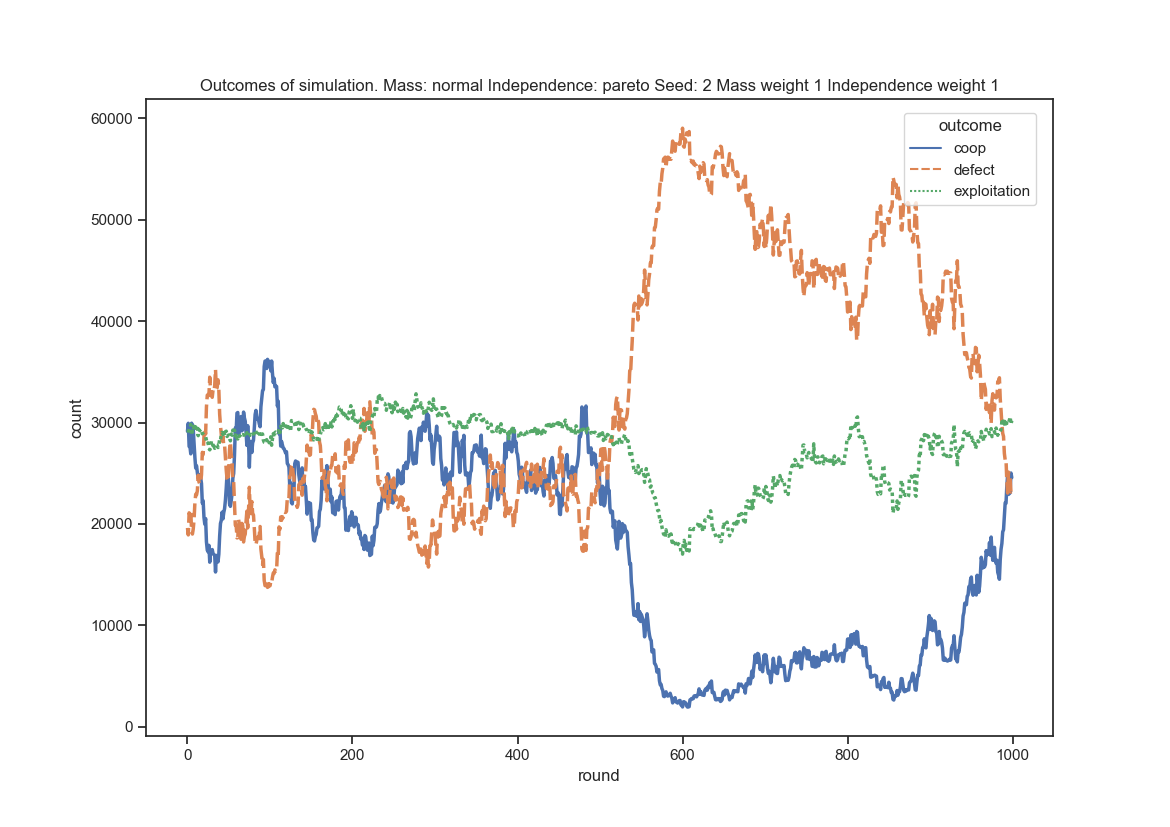 Outcomes of simulation. Mass: normal Independence: pareto Seed: 2 Mass weight 1 Independence weight 1
outcome
coop
defect
exploitation
60000
50000
40000
30000
20000
10000
0
count
0 200 400 600 800 1000
round